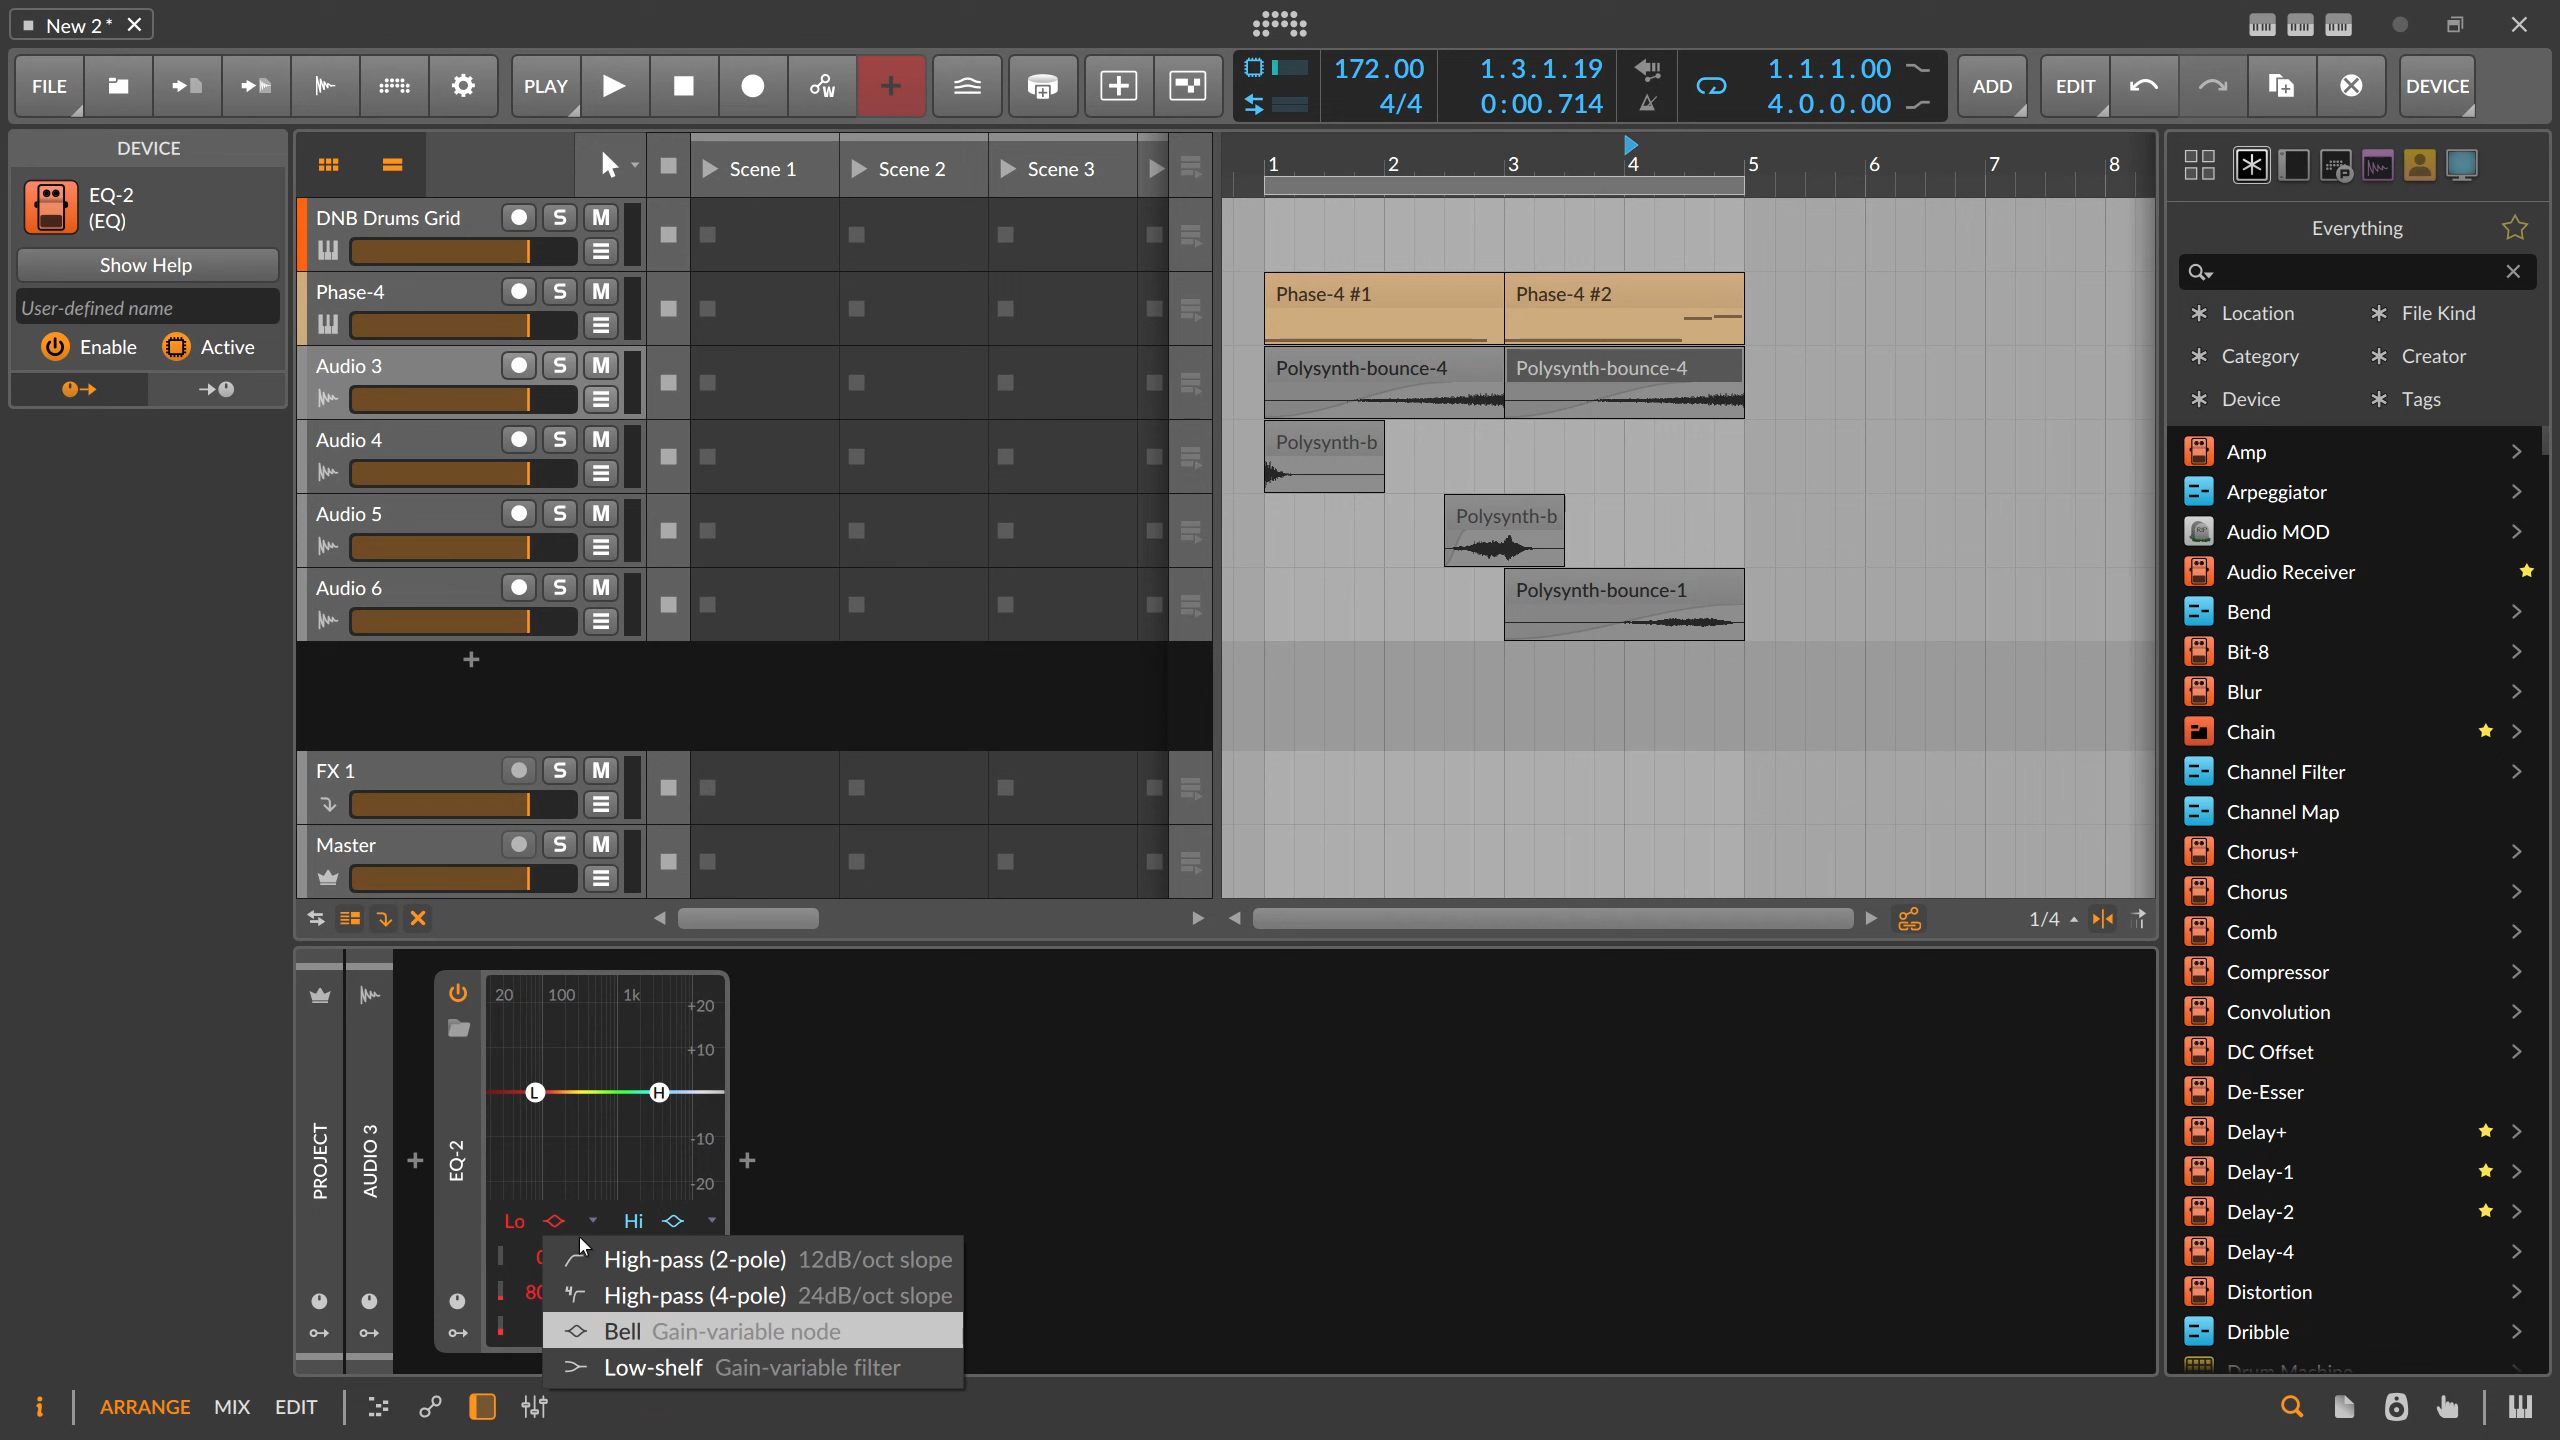 New 2*
FILE PLAY W 172.00 1.3.1.19 1.1.1.00 ADD EDIT DEVICE
4/4 0:00.714 4.0.0.00
DEVICE
EQ-2
(EQ)
Show Help
User-defined name
Enable Active
Scene 1 Scene 2 Scene 3
1 2 3 4 5 6 7 8
DNB Drums Grid S M
Phase-4 S M
Phase-4 #1 Phase-4 #2
Audio 3 S M
Polysynth-bounce-4 Polysynth-bounce-4
Audio 4 S M
Polysynth-b
Audio 5 S M
Polysynth-b
Audio 6 S M
Polysynth-bounce-1
+
FX 1 S M
Master S M
1/4
Everything
Location File Kind
Category Creator
Device Tags
Amp
Arpeggiator
Audio MOD
Audio Receiver
Bend
Bit-8
Blur
Chain
Channel Filter
Channel Map
Chorus+
Chorus
Comb
Compressor
Convolution
DC Offset
De-Esser
Delay+
Delay-1
Delay-2
Delay-4
Distortion
Dribble
Drum Machine
PROJECT
AUDIO 3
EQ-2
20 100 1k
+20
+10
L H
-10
-20
Lo Hi
80
High-pass (2-pole) 12dB/oct slope
High-pass (4-pole) 24dB/oct slope
Bell Gain-variable node
Low-shelf Gain-variable filter
i ARRANGE MIX EDIT